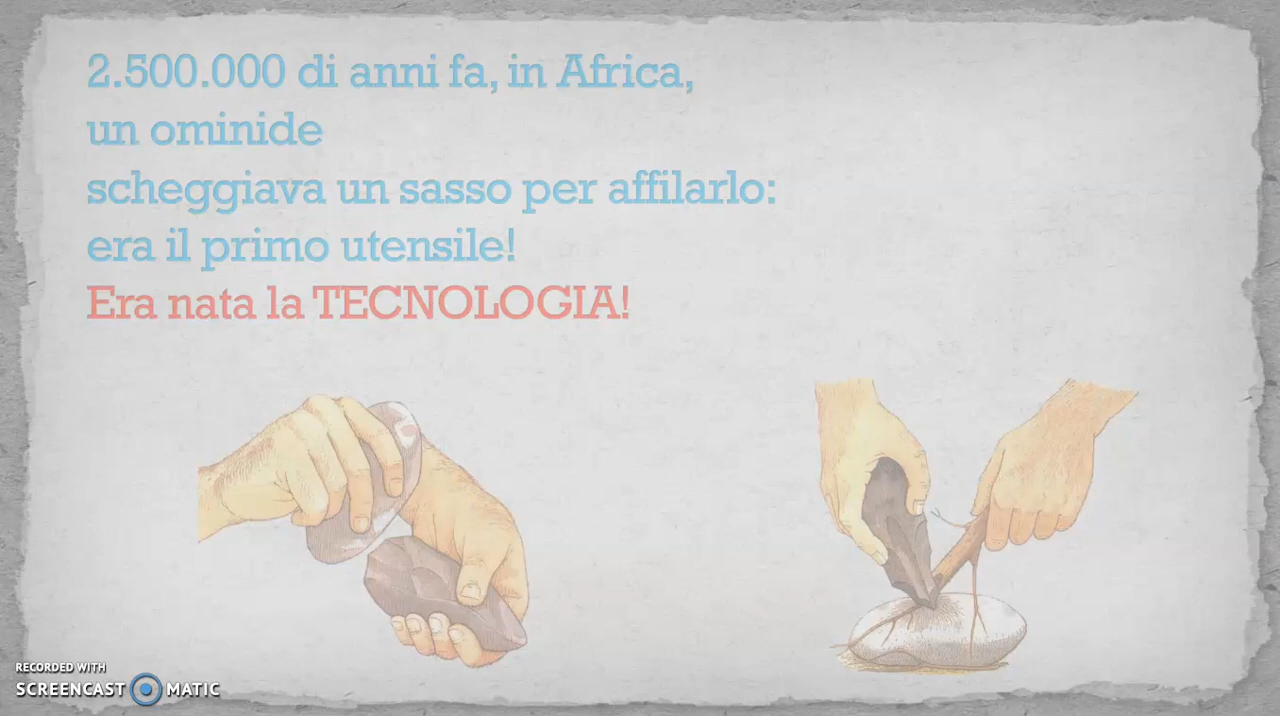 2.500.000 di anni fa, in Africa,
un ominide
scheggiava un sasso per affilarlo:
era il primo utensile!
Era nata la TECNOLOGIA!
RECORDED WITH
SCREENCAST MATIC